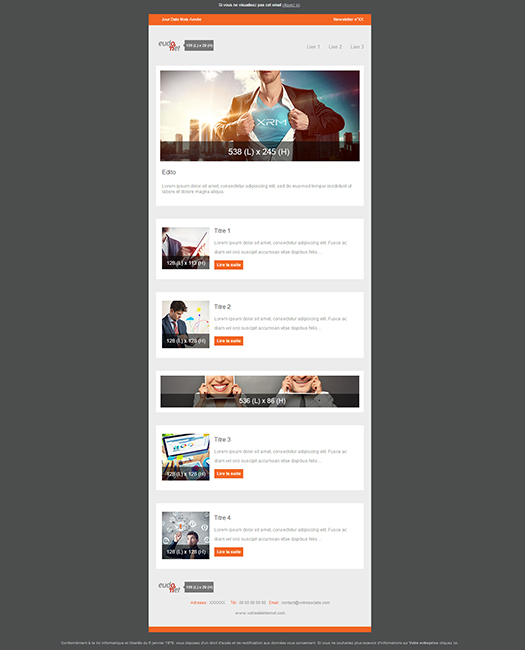 Si vous ne visualisez pas cet email cliquez ici
Jour Date Mois Année
Newsletter n°XX
eudonet
109 (L) x 29 (H)
Lien 1
Lien 2
Lien 3
XRM
538 (L) x 245 (H)
Edito
Lorem ipsum dolor sit amet, consectetur adipiscing elit, sed do eiusmod tempor incididunt ut
labore et dolore magna aliqua.
Titre 1
Lorem ipsum dolor sit amet, consectetur adipiscing elit. Fusce ac
diam vel orci suscipit accumsan vitae dapibus felis ...
Lire la suite
128 (L) x 113 (H)
Titre 2
Lorem ipsum dolor sit amet, consectetur adipiscing elit. Fusce ac
diam vel orci suscipit accumsan vitae dapibus felis ...
Lire la suite
128 (L) x 128 (H)
536 (L) x 86 (H)
Titre 3
Lorem ipsum dolor sit amet, consectetur adipiscing elit. Fusce ac
diam vel orci suscipit accumsan vitae dapibus felis ...
Lire la suite
128 (L) x 128 (H)
Titre 4
Lorem ipsum dolor sit amet, consectetur adipiscing elit. Fusce ac
diam vel orci suscipit accumsan vitae dapibus felis ...
Lire la suite
128 (L) x 128 (H)
eudonet
109 (L) x 29 (H)
Adresse : XXXXXX Tél : 00 00 00 00 00 Email : contact@votresociete.com
www.votresiteinternet.com
Conformément à la loi informatique et libertés du 6 janvier 1978, vous disposez d'un droit d'accès et de rectification aux données vous concernant. Si vous ne souhaitez plus recevoir d'informations sur Votre entreprise cliquez ici.